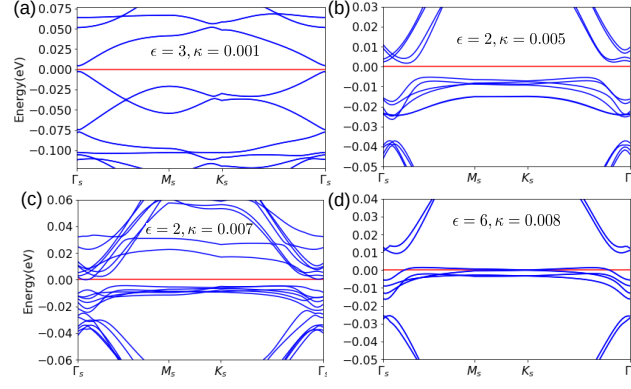 (a)
ϵ = 3, κ = 0.001
Energy(eV)
0.075
0.050
0.025
0.000
−0.025
−0.050
−0.075
−0.100
Γs Ms Ks Γs
(b)
ϵ = 2, κ = 0.005
0.03
0.02
0.01
0.00
−0.01
−0.02
−0.03
−0.04
−0.05
Γs Ms Ks Γs
(c)
ϵ = 2, κ = 0.007
Energy(eV)
0.06
0.04
0.02
0.00
−0.02
−0.04
−0.06
Γs Ms Ks Γs
(d)
ϵ = 6, κ = 0.008
0.04
0.03
0.02
0.01
0.00
−0.01
−0.02
−0.03
−0.04
−0.05
Γs Ms Ks Γ